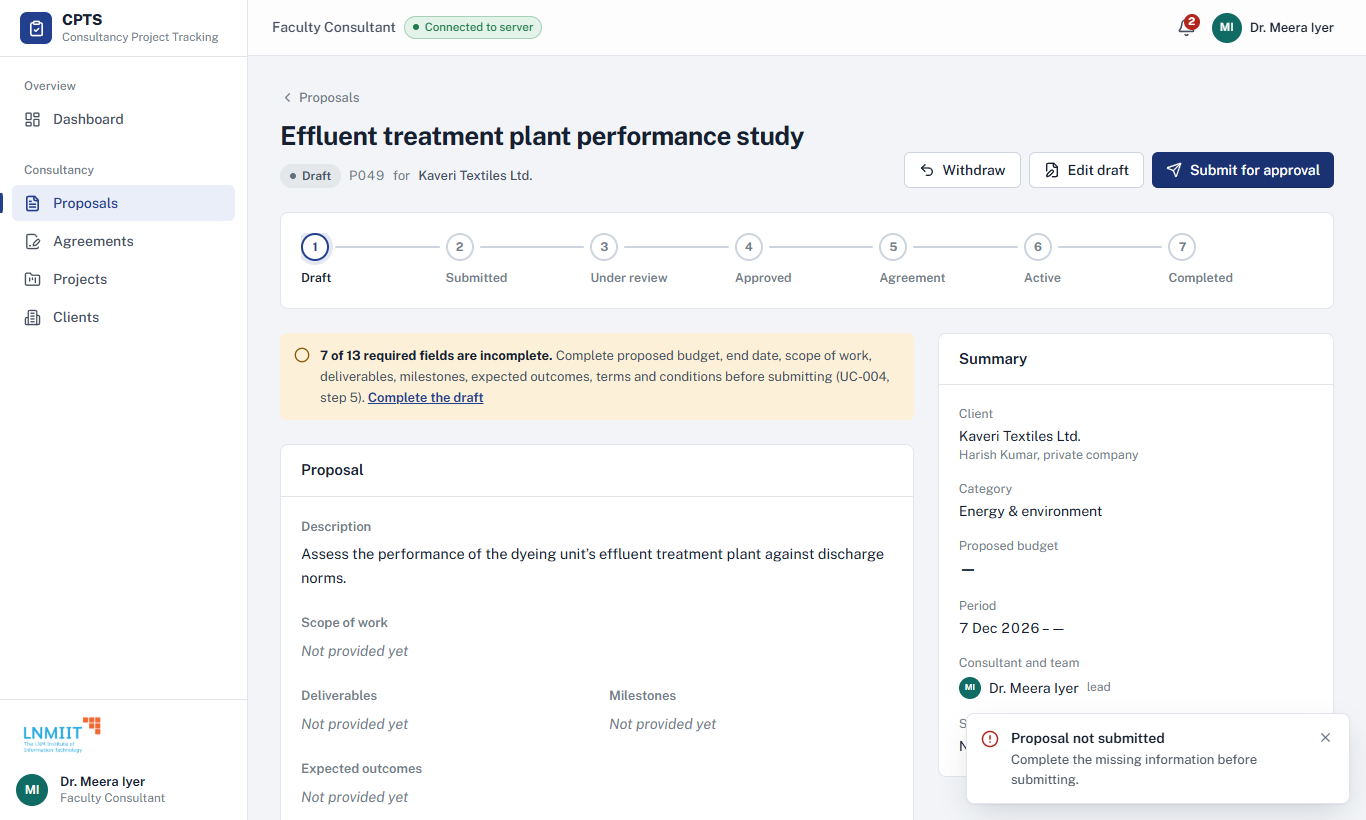 CPTS
Consultancy Project Tracking
Faculty Consultant
Connected to server
2
MI
Dr. Meera Iyer
Overview
Dashboard
Consultancy
Proposals
Agreements
Projects
Clients
LNMIIT
The LNM Institute of
Information Technology
MI
Dr. Meera Iyer
Faculty Consultant
Proposals
Effluent treatment plant performance study
Draft P049 for Kaveri Textiles Ltd.
Withdraw
Edit draft
Submit for approval
1 2 3 4 5 6 7
Draft Submitted Under review Approved Agreement Active Completed
7 of 13 required fields are incomplete. Complete proposed budget, end date, scope of work,
deliverables, milestones, expected outcomes, terms and conditions before submitting (UC-004,
step 5). Complete the draft
Proposal
Description
Assess the performance of the dyeing unit's effluent treatment plant against discharge
norms.
Scope of work
Not provided yet
Deliverables Milestones
Not provided yet Not provided yet
Expected outcomes
Not provided yet
Summary
Client
Kaveri Textiles Ltd.
Harish Kumar, private company
Category
Energy & environment
Proposed budget
—
Period
7 Dec 2026 – —
Consultant and team
MI Dr. Meera Iyer lead
Proposal not submitted
Complete the missing information before
submitting.